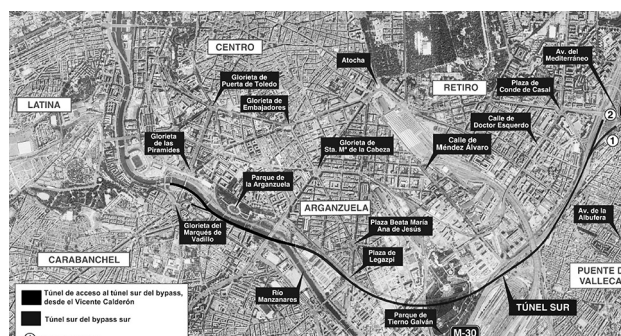 CENTRO
Av. del
Mediterráneo
Atocha
Glorieta de
Puerta de Toledo
RETIRO
Plaza de
Conde de Casal
LATINA
Glorieta de
Embajadores
2
Calle de
Doctor Esquerdo
1
Glorieta
de las
Pirámides
Glorieta de
Sta. Mª de la Cabeza
Calle de
Méndez Álvaro
Parque de
la Arganzuela
ARGANZUELA
Plaza Beata María
Ana de Jesús
Av. de la
Albufera
Glorieta del
Marqués de
Vadillo
CARABANCHEL
Plaza de
Legazpi
PUENTE D
VALLECA
Túnel de acceso al túnel sur del bypass,
desde el Vicente Calderón
Río
Manzanares
TÚNEL SUR
Túnel sur del bypass sur
Parque de
Tierno Galván
M-30